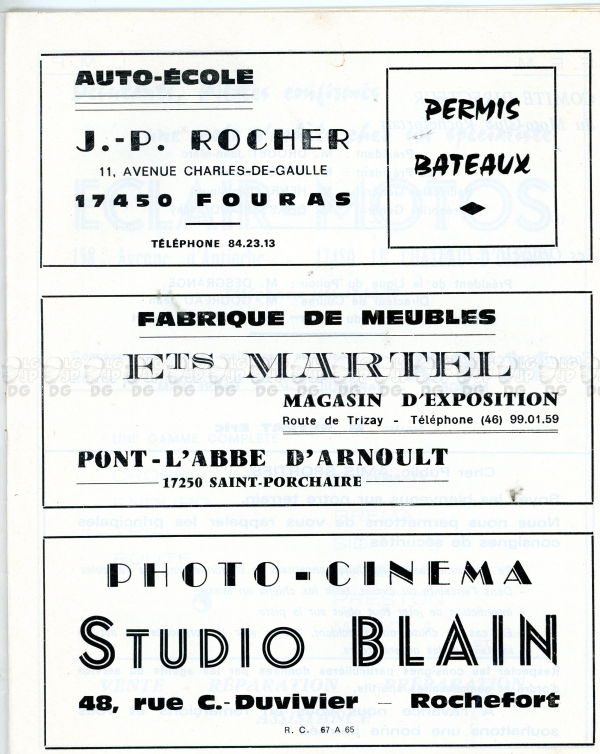 AUTO-ÉCOLE
J.-P. ROCHER
11, AVENUE CHARLES-DE-GAULLE
17450 FOURAS
TÉLÉPHONE 84.23.13
PERMIS
BATEAUX
FABRIQUE DE MEUBLES
ETS MARTEL
MAGASIN D'EXPOSITION
Route de Trizay - Téléphone (46) 99.01.59
PONT-L'ABBE D'ARNOULT
17250 SAINT-PORCHAIRE
PHOTO-CINEMA
STUDIO BLAIN
48, rue C.-Duvivier — Rochefort
R. C. 67 A 65